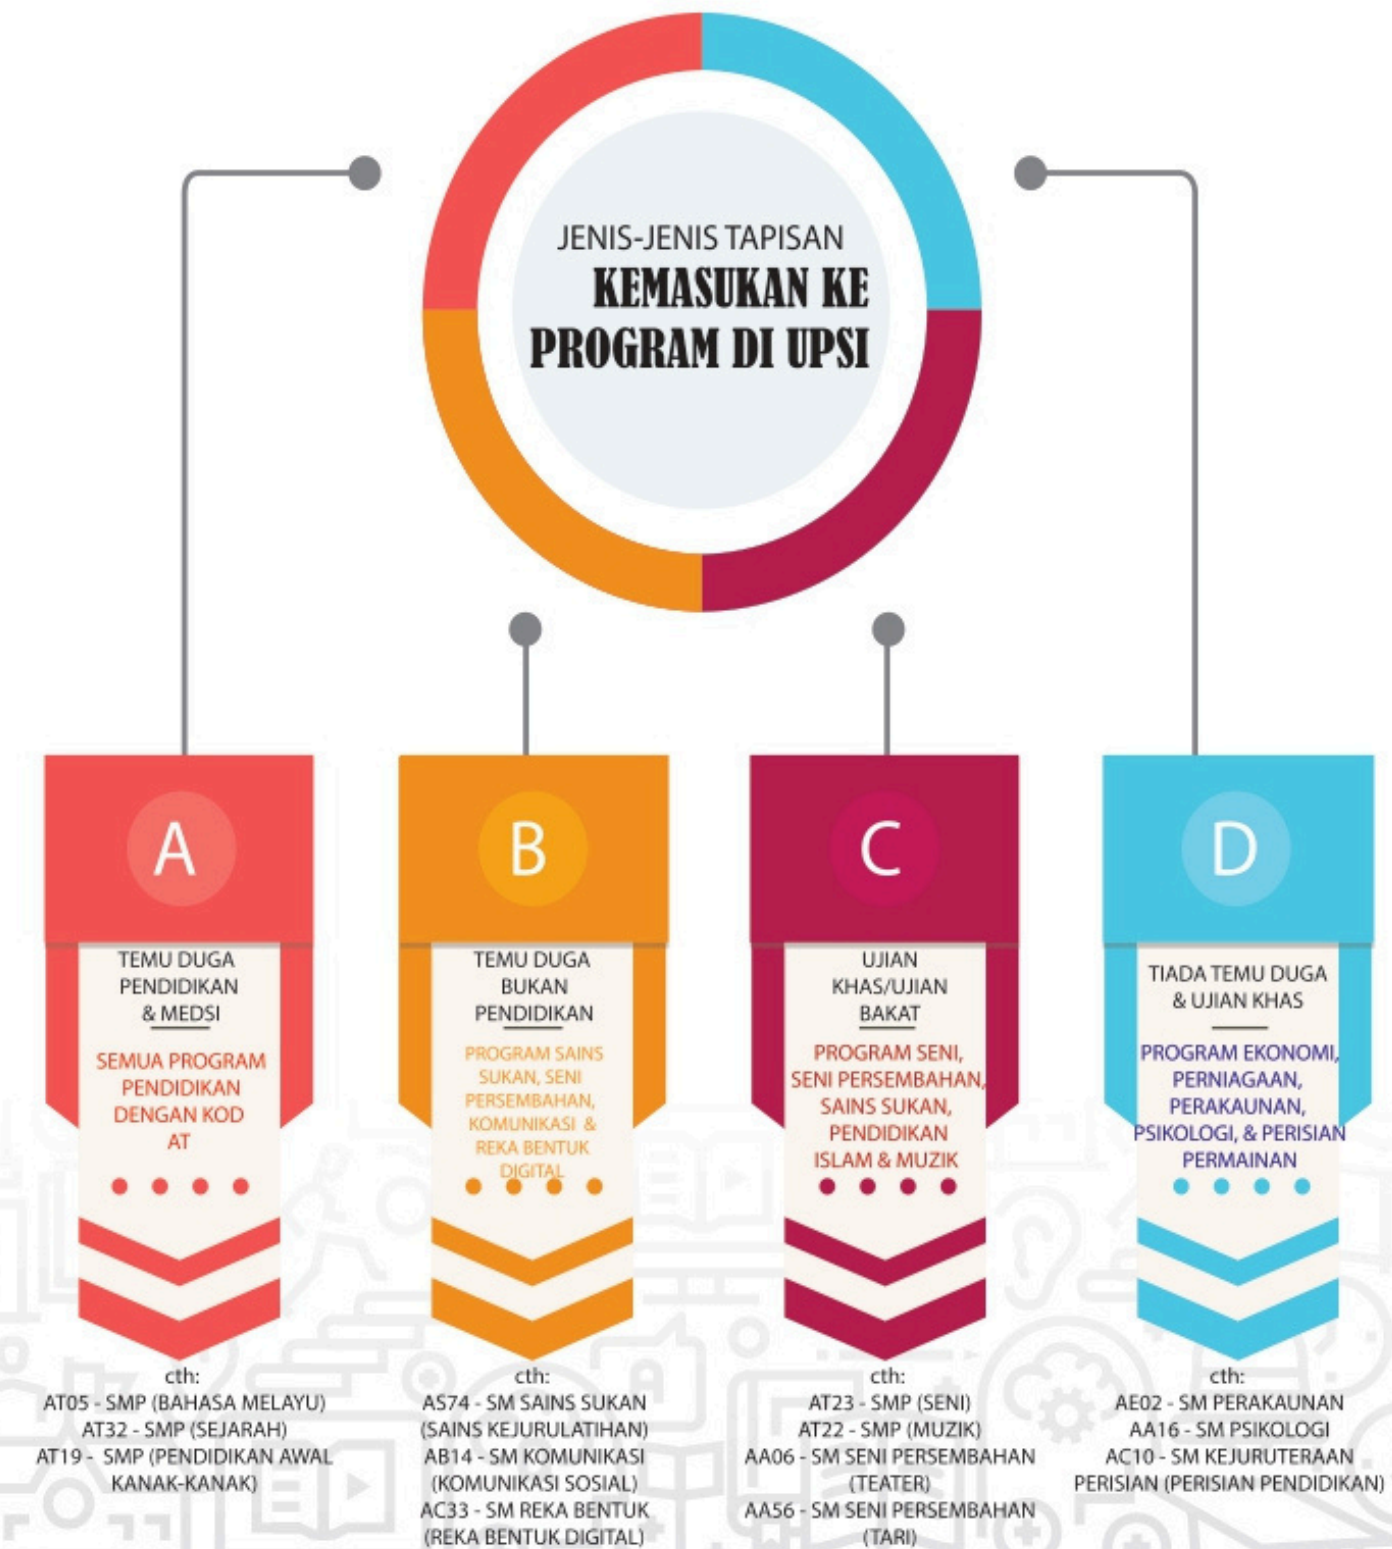 JENIS-JENIS TAPISAN
KEMASUKAN KE
PROGRAM DI UPSI
A
TEMU DUGA
PENDIDIKAN
& MEDSI
SEMUA PROGRAM
PENDIDIKAN
DENGAN KOD
AT
cth:
AT05 - SMP (BAHASA MELAYU)
AT32 - SMP (SEJARAH)
AT19 - SMP (PENDIDIKAN AWAL
KANAK-KANAK)
B
TEMU DUGA
BUKAN
PENDIDIKAN
PROGRAM SAINS
SUKAN, SENI
PERSEMBAHAN,
KOMUNIKASI &
REKA BENTUK
DIGITAL
cth:
AS74 - SM SAINS SUKAN
(SAINS KEJURULATIHAN)
AB14 - SM KOMUNIKASI
(KOMUNIKASI SOSIAL)
AC33 - SM REKA BENTUK
(REKA BENTUK DIGITAL)
C
UJIAN
KHAS/UJIAN
BAKAT
PROGRAM SENI,
SENI PERSEMBAHAN,
SAINS SUKAN,
PENDIDIKAN
ISLAM & MUZIK
cth:
AT23 - SMP (SENI)
AT22 - SMP (MUZIK)
AA06 - SM SENI PERSEMBAHAN
(TEATER)
AA56 - SM SENI PERSEMBAHAN
(TARI)
D
TIADA TEMU DUGA
& UJIAN KHAS
PROGRAM EKONOMI,
PERNIAGAAN,
PERAKAUNAN,
PSIKOLOGI, & PERISIAN
PERMAINAN
cth:
AE02 - SM PERAKAUNAN
AA16 - SM PSIKOLOGI
AC10 - SM KEJURUTERAAN
PERISIAN (PERISIAN PENDIDIKAN)